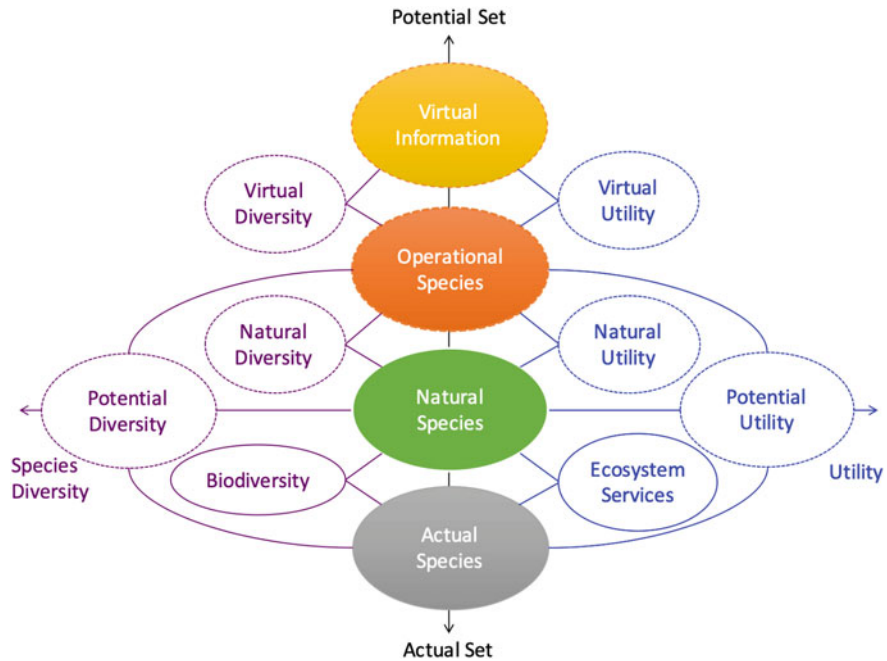 Potential Set
Virtual
Information
Virtual
Diversity
Virtual
Utility
Operational
Species
Natural
Diversity
Natural
Utility
Potential
Diversity
Natural
Species
Potential
Utility
Species
Diversity
Biodiversity
Ecosystem
Services
Utility
Actual
Species
Actual Set